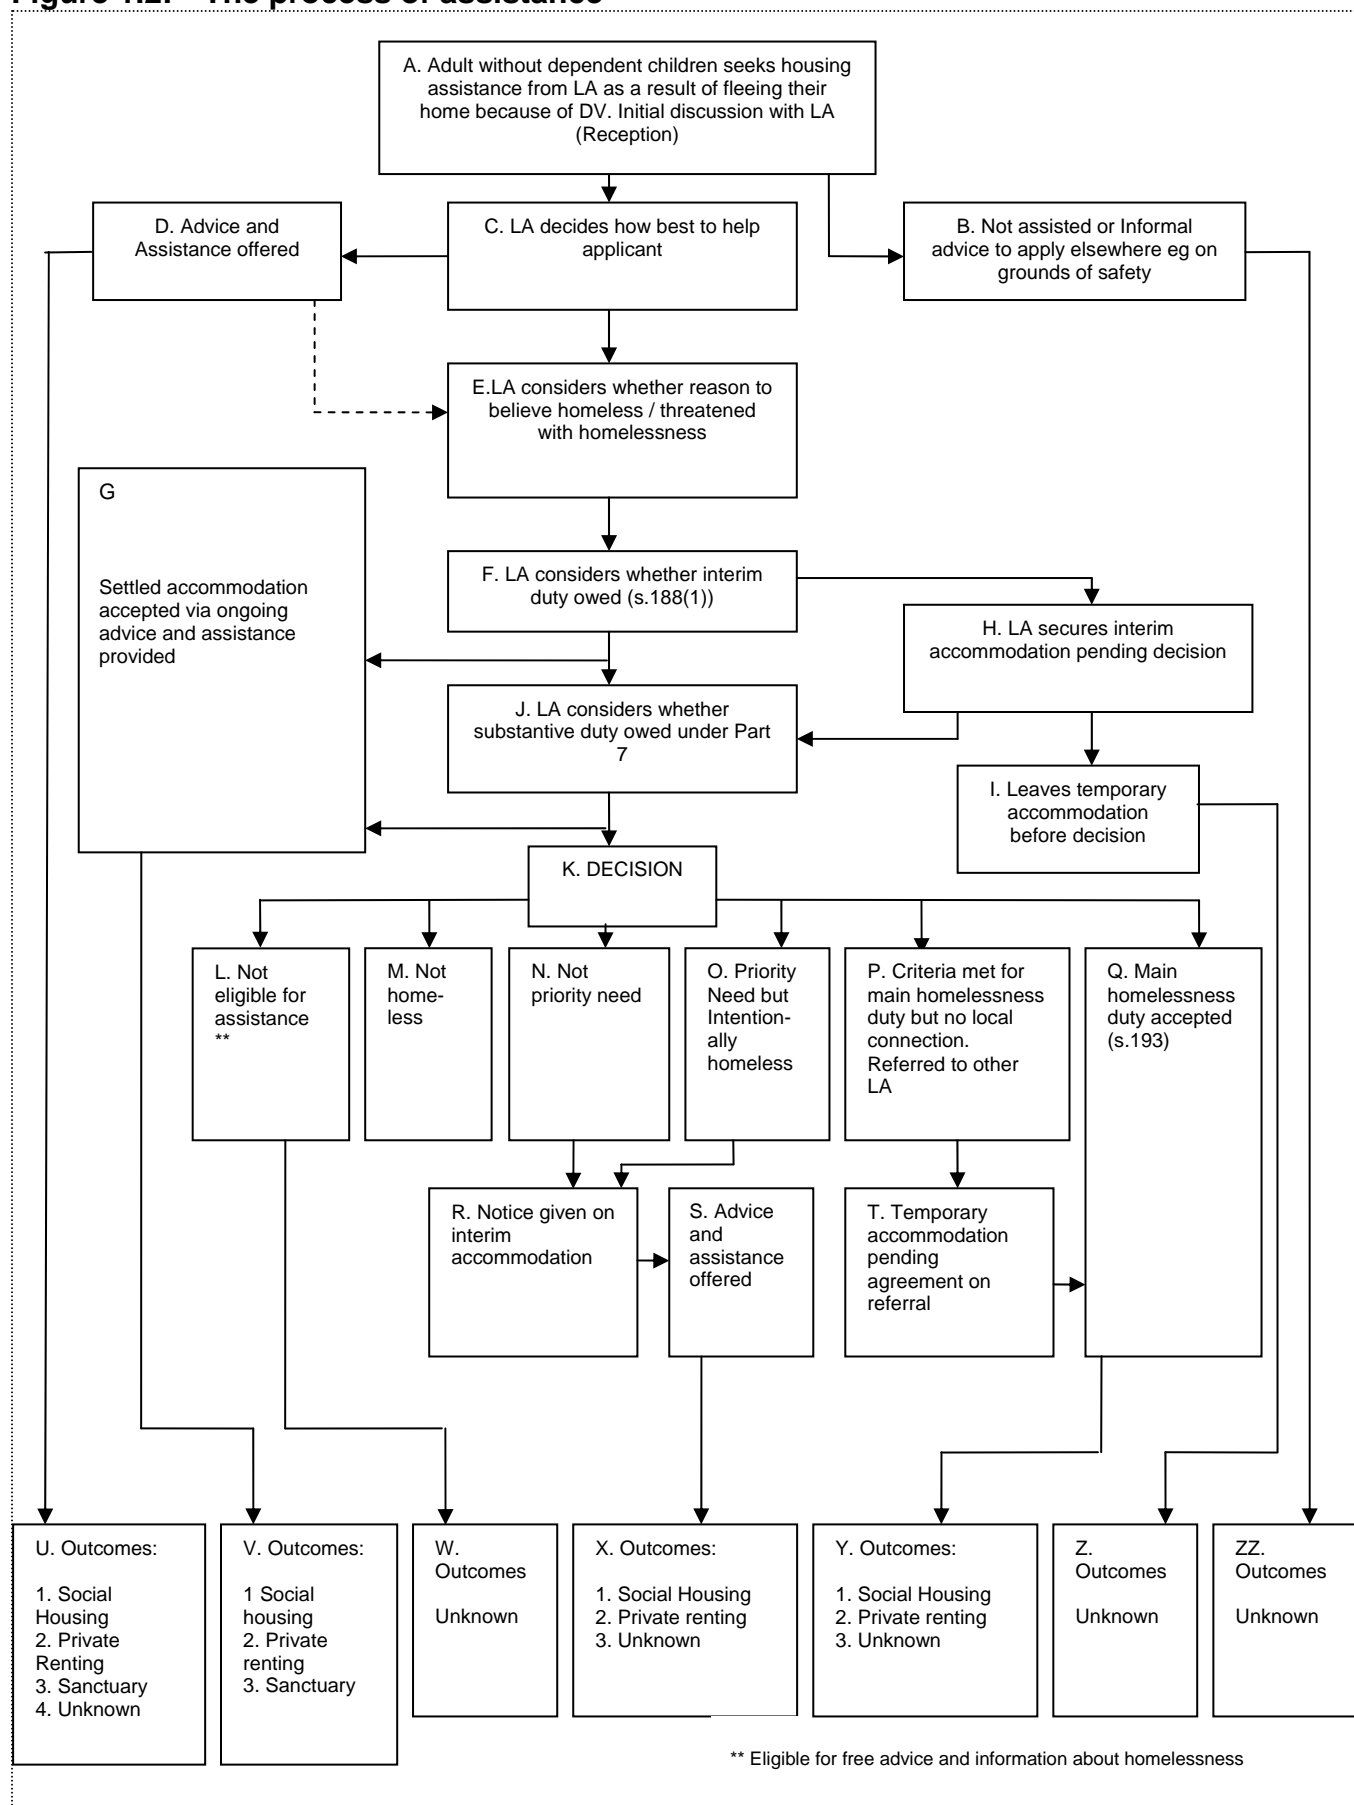 Figure 1.2: The process of assistance
A. Adult without dependent children seeks housing
assistance from LA as a result of fleeing their
home because of DV. Initial discussion with LA
(Reception)
D. Advice and
Assistance offered
C. LA decides how best to help
applicant
B. Not assisted or Informal
advice to apply elsewhere eg on
grounds of safety
E.LA considers whether reason to
believe homeless / threatened
with homelessness
G
Settled accommodation
accepted via ongoing
advice and assistance
provided
F. LA considers whether interim
duty owed (s.188(1))
H. LA secures interim
accommodation pending decision
J. LA considers whether
substantive duty owed under Part
7
I. Leaves temporary
accommodation
before decision
K. DECISION
L. Not
eligible for
assistance
**
M. Not
home-
less
N. Not
priority need
O. Priority
Need but
Intention-
ally
homeless
P. Criteria met for
main homelessness
duty but no local
connection.
Referred to other
LA
Q. Main
homelessness
duty accepted
(s.193)
R. Notice given on
interim
accommodation
S. Advice
and
assistance
offered
T. Temporary
accommodation
pending
agreement on
referral
U. Outcomes:
1. Social
Housing
2. Private
Renting
3. Sanctuary
4. Unknown
V. Outcomes:
1 Social
housing
2. Private
renting
3. Sanctuary
W.
Outcomes
Unknown
X. Outcomes:
1. Social Housing
2. Private renting
3. Unknown
Y. Outcomes:
1. Social Housing
2. Private renting
3. Unknown
Z.
Outcomes
Unknown
ZZ.
Outcomes
Unknown
** Eligible for free advice and information about homelessness